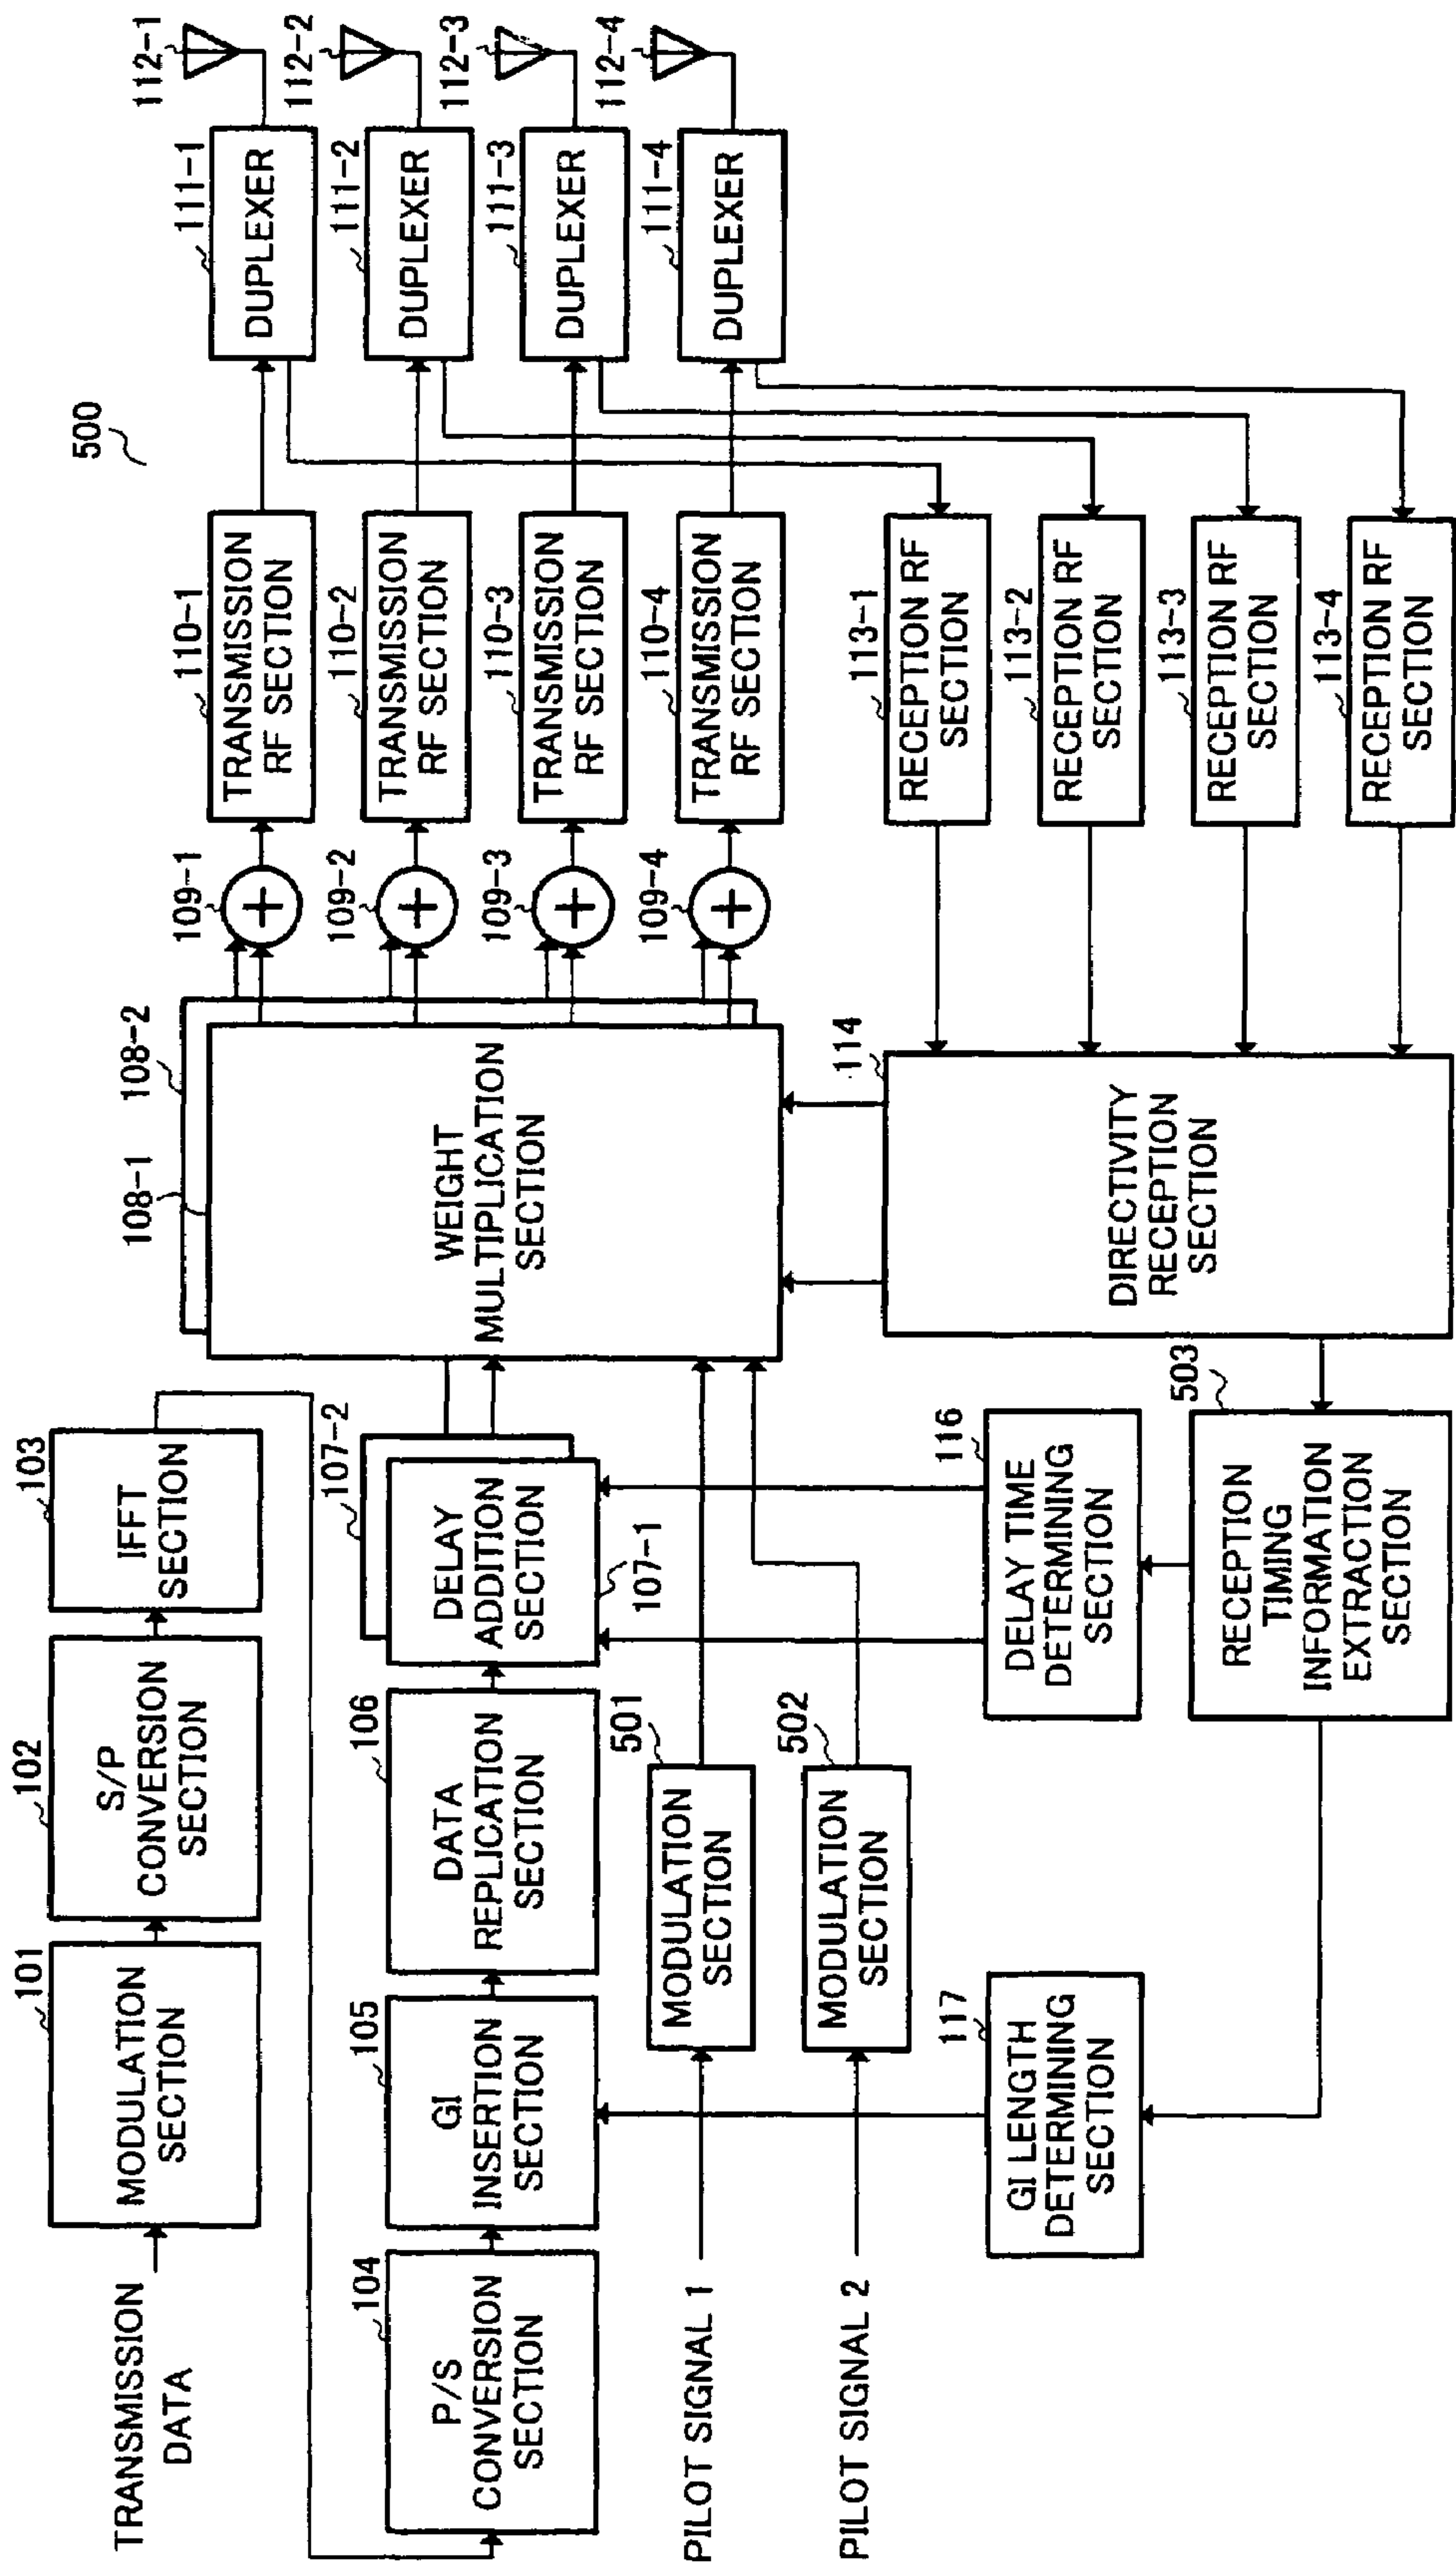 500
TRANSMISSION
DATA
101
MODULATION
SECTION
102
S/P
CONVERSION
SECTION
103
IFFT
SECTION
104
P/S
CONVERSION
SECTION
105
GI
INSERTION
SECTION
106
DATA
REPLICATION
SECTION
107-2
DELAY
ADDITION
SECTION
107-1
108-1
108-2
WEIGHT
MULTIPLICATION
SECTION
109-1
109-2
109-3
109-4
110-1
TRANSMISSION
RF SECTION
110-2
TRANSMISSION
RF SECTION
110-3
TRANSMISSION
RF SECTION
110-4
TRANSMISSION
RF SECTION
111-1
DUPLEXER
111-2
DUPLEXER
111-3
DUPLEXER
111-4
DUPLEXER
112-1
112-2
112-3
112-4
PILOT SIGNAL 1
501
MODULATION
SECTION
PILOT SIGNAL 2
502
MODULATION
SECTION
117
GI LENGTH
DETERMINING
SECTION
116
DELAY TIME
DETERMINING
SECTION
503
RECEPTION
TIMING
INFORMATION
EXTRACTION
SECTION
114
DIRECTIVITY
RECEPTION
SECTION
113-1
RECEPTION RF
SECTION
113-2
RECEPTION RF
SECTION
113-3
RECEPTION RF
SECTION
113-4
RECEPTION RF
SECTION